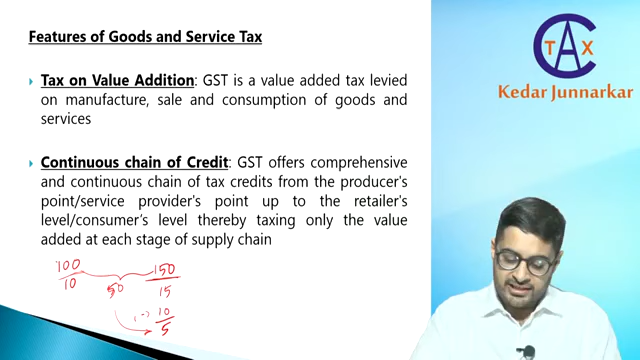 Features of Goods and Service Tax
TAX
Kedar Junnarkar
Tax on Value Addition: GST is a value added tax levied
on manufacture, sale and consumption of goods and
services
Continuous chain of Credit: GST offers comprehensive
and continuous chain of tax credits from the producer's
point/service provider's point up to the retailer's
level/consumer's level thereby taxing only the value
added at each stage of supply chain
100 150
10 50 15
(-) 10
5